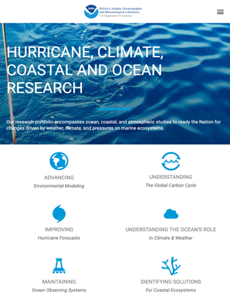 NOAA's Atlantic Oceanographic
and Meteorological Laboratory
U.S. Department of Commerce
HURRICANE, CLIMATE,
COASTAL AND OCEAN
RESEARCH
Our research portfolio encompasses ocean, coastal, and atmospheric studies to ready the Nation for
changes driven by weather, climate, and pressures on marine ecosystems.
ADVANCING
Environmental Modeling
UNDERSTANDING
The Global Carbon Cycle
IMPROVING
Hurricane Forecasts
UNDERSTANDING THE OCEAN'S ROLE
In Climate & Weather
MAINTAINING
Ocean Observing Systems
IDENTIFYING SOLUTIONS
For Coastal Ecosystems